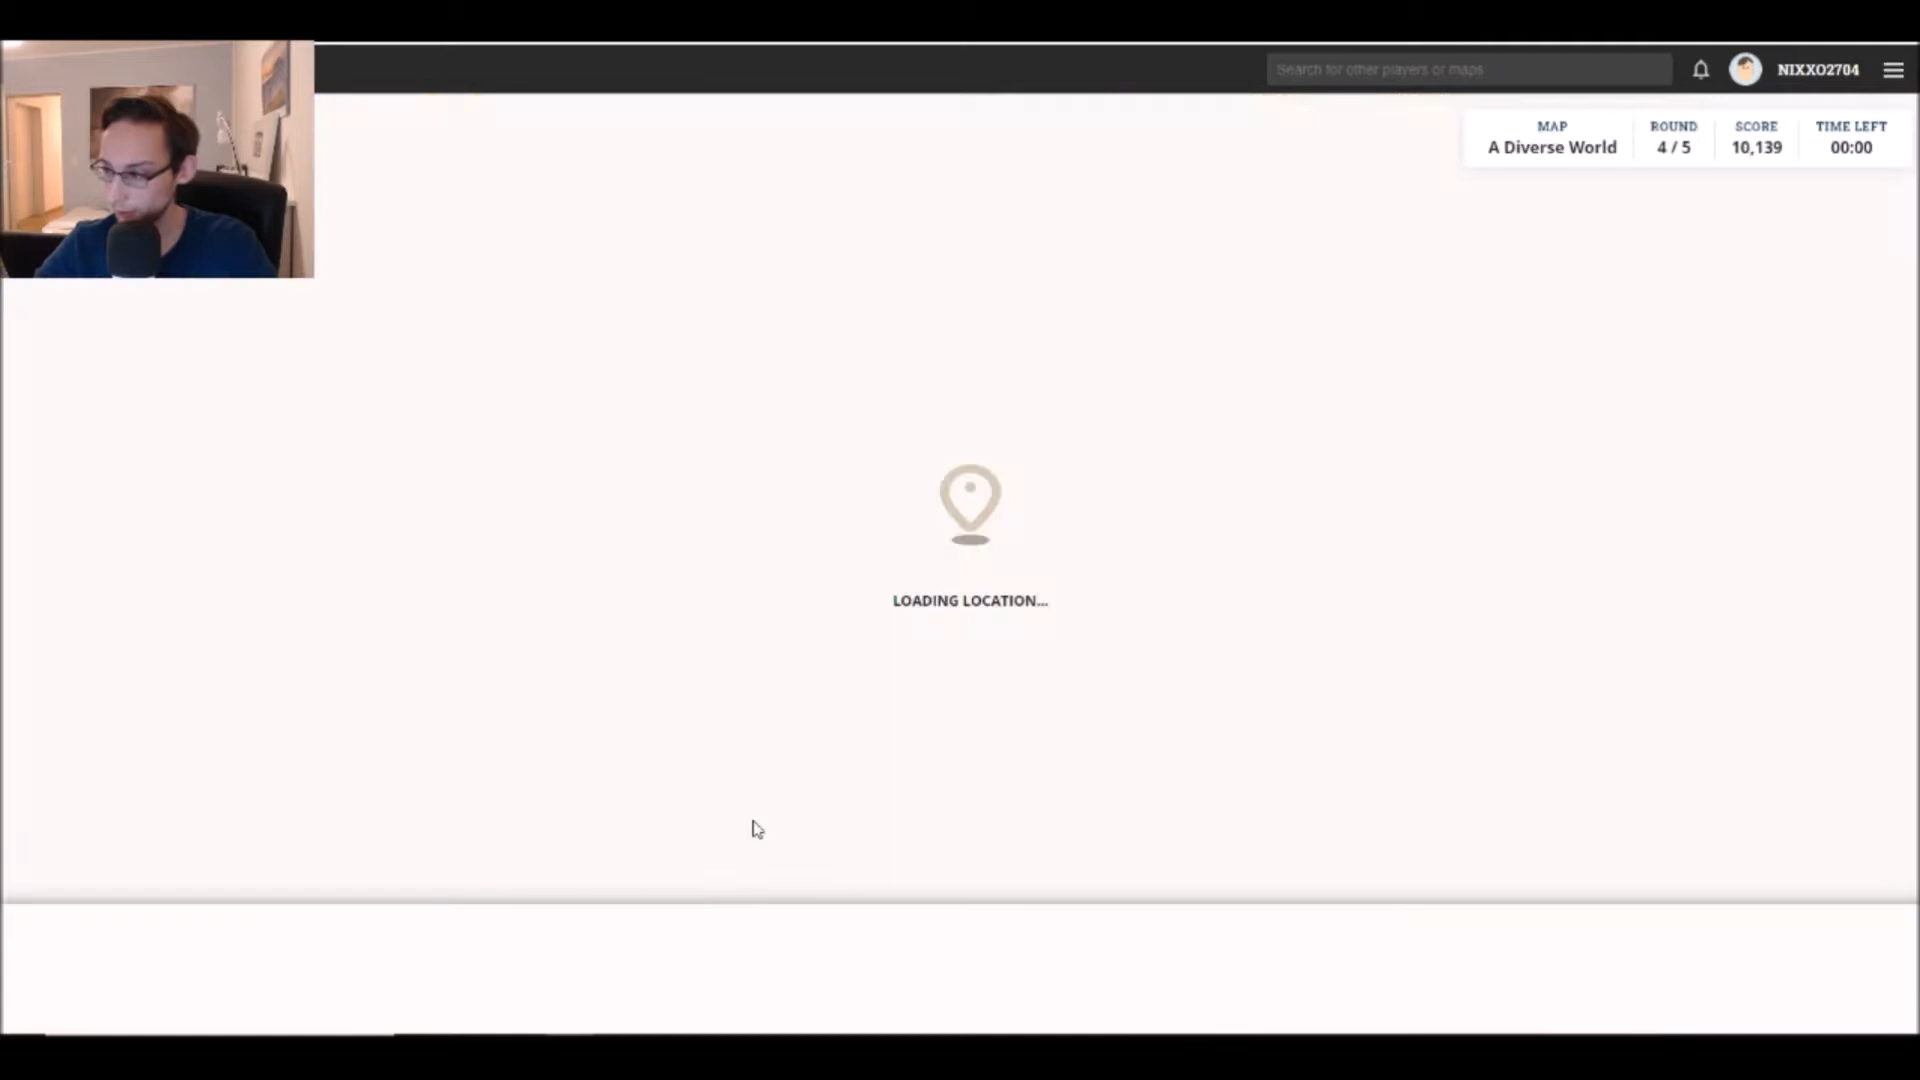 Search for other players or maps
NIXXO2704
MAP
A Diverse World
ROUND
4 / 5
SCORE
10,139
TIME LEFT
00:00
LOADING LOCATION...